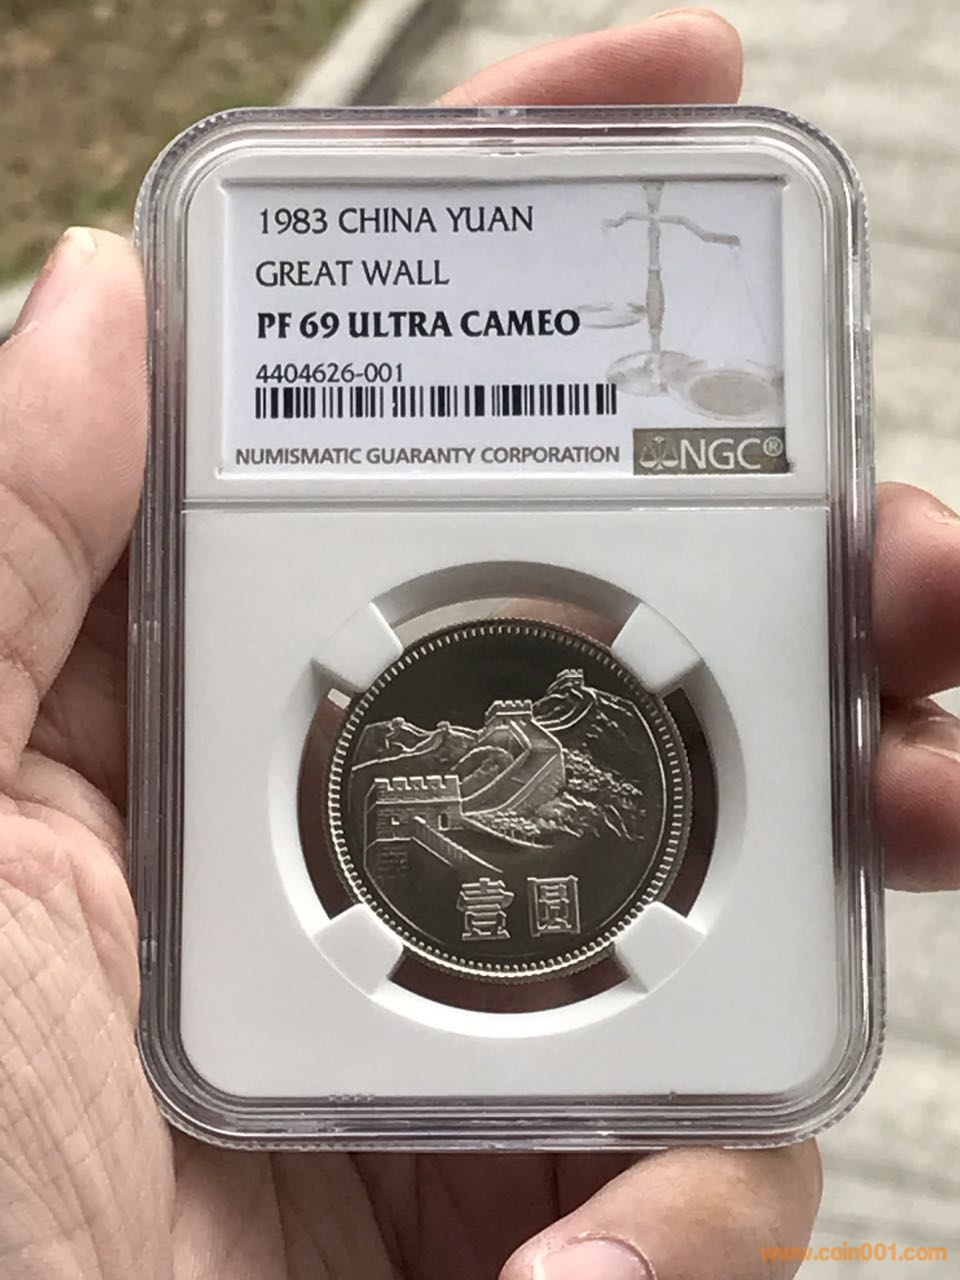 1983 CHINA YUAN
GREAT WALL
PF 69 ULTRA CAMEO
4404626-001
NUMISMATIC GUARANTY CORPORATION
NGC®
壹圆
www.coin001.com